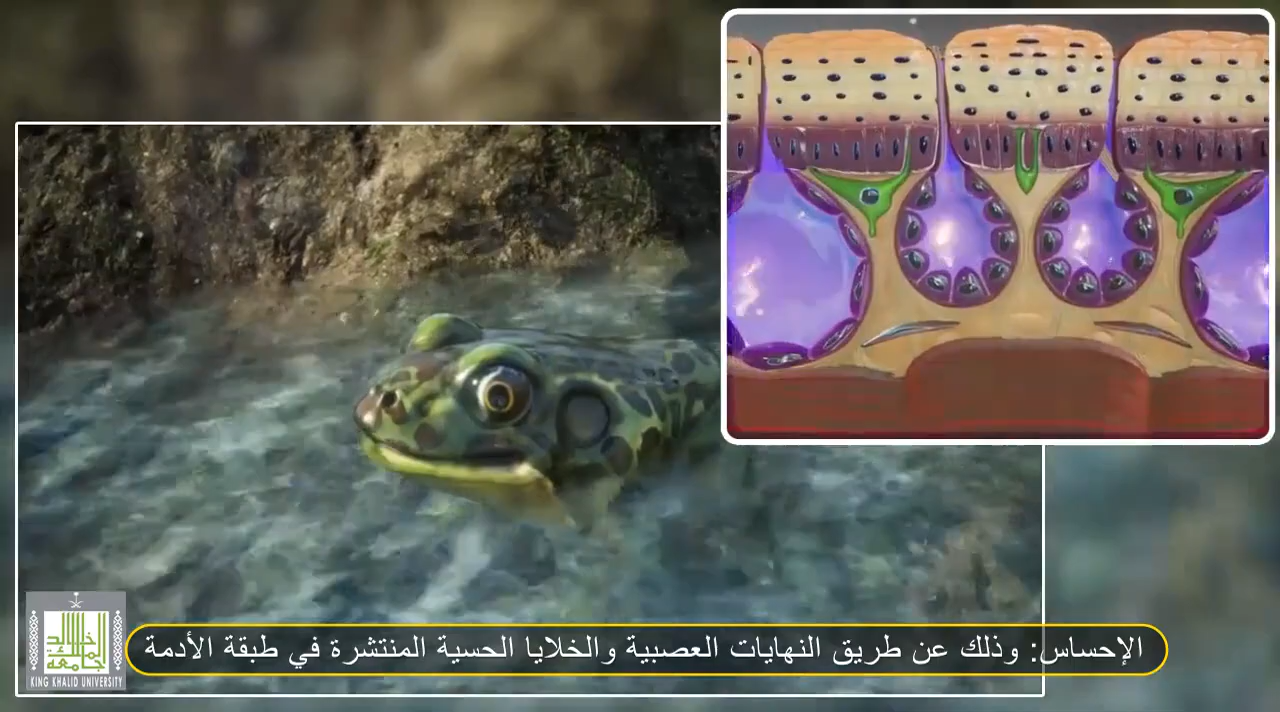 الإحساس: وذلك عن طريق النهايات العصبية والخلايا الحسية المنتشرة في طبقة الأدمة
جامعة الملك خالد
KING KHALID UNIVERSITY